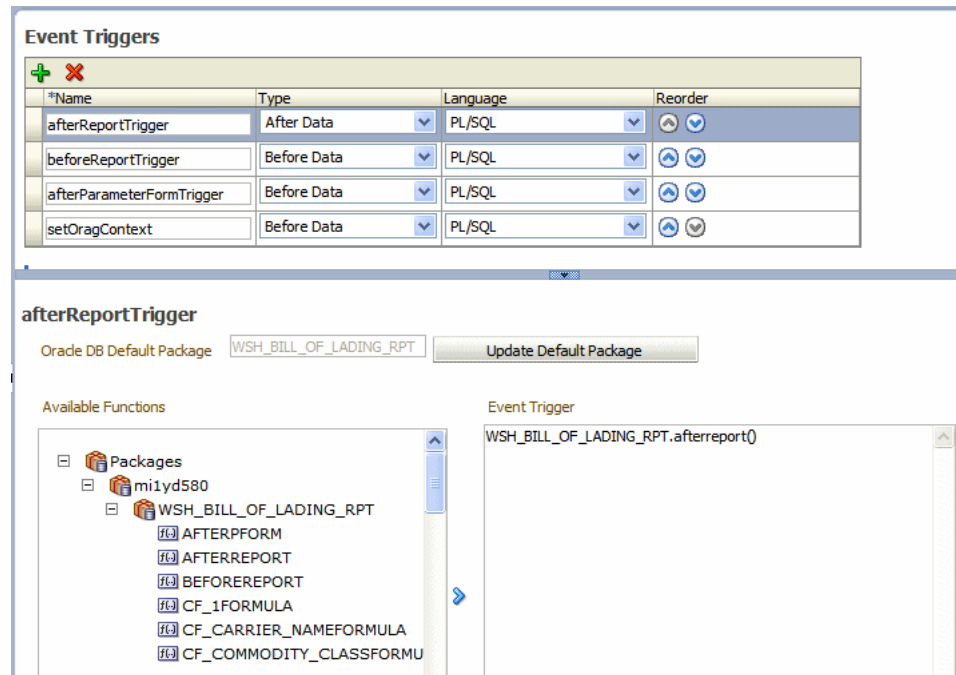 Event Triggers
*Name Type Language Reorder
afterReportTrigger After Data PL/SQL
beforeReportTrigger Before Data PL/SQL
afterParameterFormTrigger Before Data PL/SQL
setOragContext Before Data PL/SQL
afterReportTrigger
Oracle DB Default Package WSH_BILL_OF_LADING_RPT Update Default Package
Available Functions Event Trigger
WSH_BILL_OF_LADING_RPT.afterreport()
Packages
mi1yd580
WSH_BILL_OF_LADING_RPT
f(.) AFTERPFORM
f(.) AFTERREPORT
f(.) BEFOREREPORT
f(.) CF_1FORMULA
f(.) CF_CARRIER_NAMEFORMULA
f(.) CF_COMMODITY_CLASSFORMU